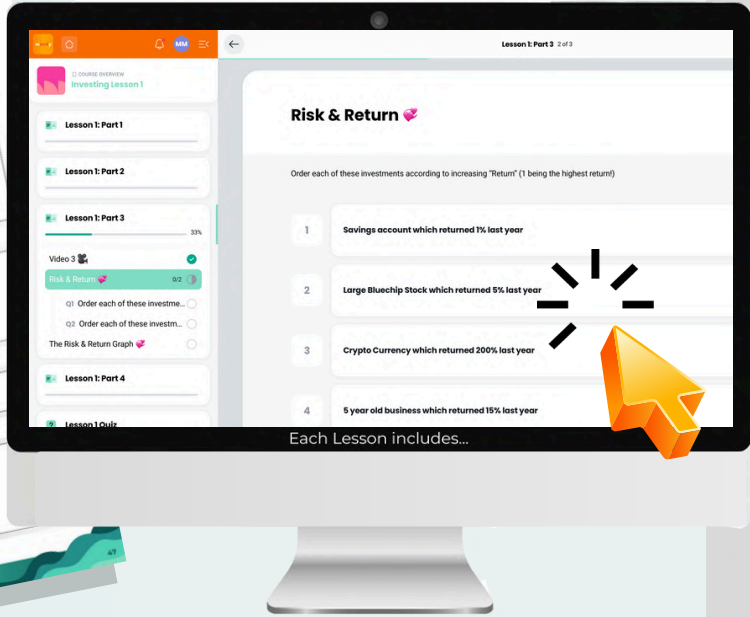 MM
Lesson 1: Part 3 2 of 3
COURSE OVERVIEW
Investing Lesson 1
Lesson 1: Part 1
Lesson 1: Part 2
Lesson 1: Part 3
33%
Video 3
Risk & Return 0/2
Q1 Order each of these investme...
Q2 Order each of these investm...
The Risk & Return Graph
Lesson 1: Part 4
Lesson 1 Quiz
Risk & Return 💞
Order each of these investments according to increasing "Return" (1 being the highest return!)
1 Savings account which returned 1% last year
2 Large Bluechip Stock which returned 5% last year
3 Crypto Currency which returned 200% last year
4 5 year old business which returned 15% last year
Each Lesson includes...
47